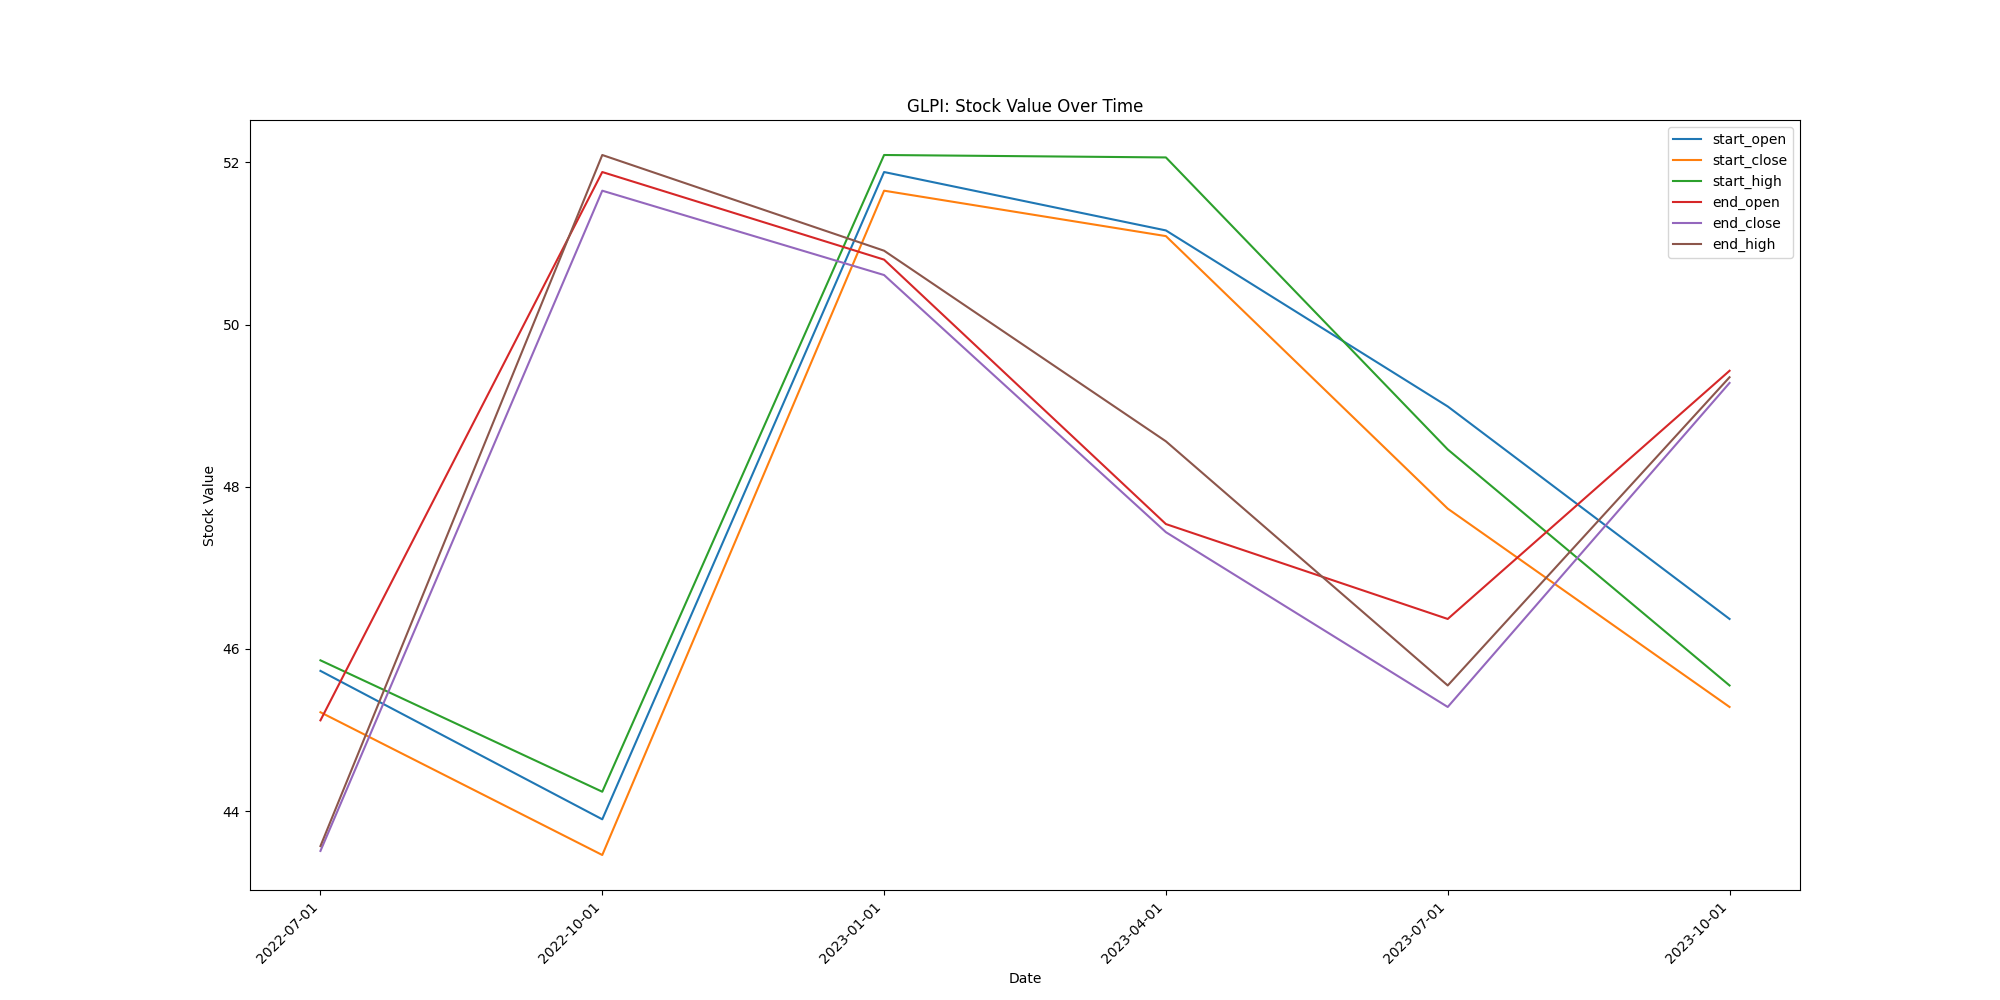 GLPI: Stock Value Over Time
start_open
start_close
start_high
end_open
end_close
end_high
52
50
48
46
44
Stock Value
2022-07-01
2022-10-01
2023-01-01
2023-04-01
2023-07-01
2023-10-01
Date